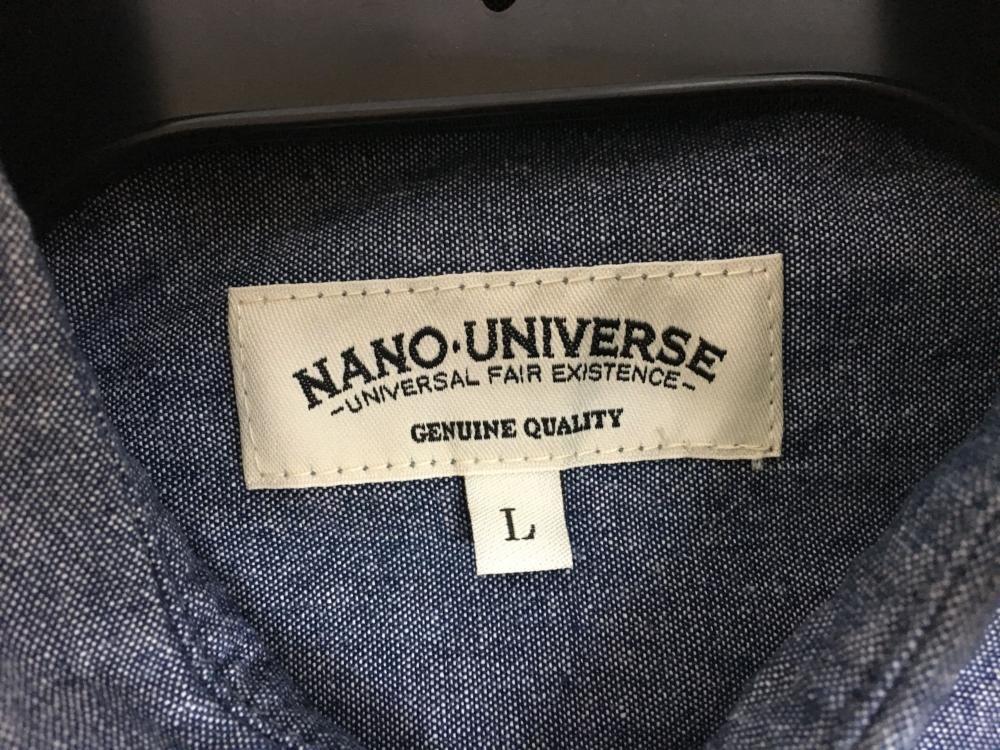 NANO·UNIVERSE
-UNIVERSAL FAIR EXISTENCE-
GENUINE QUALITY
L